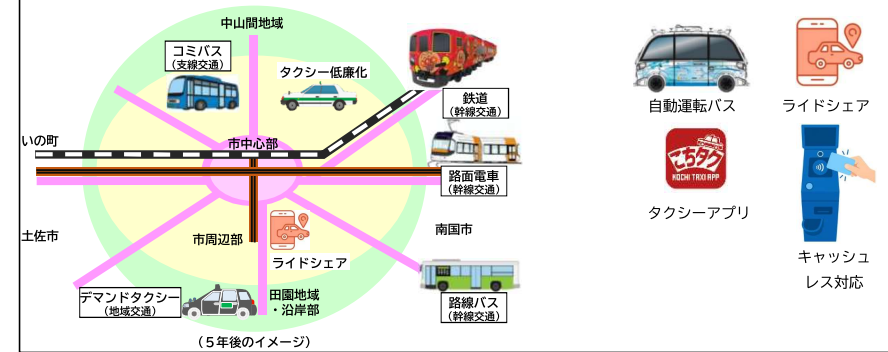 中山間地域
コミバス
（支線交通）
タクシー低廉化
鉄道
（幹線交通）
いの町
市中心部
路面電車
（幹線交通）
土佐市
市周辺部
南国市
ライドシェア
デマンドタクシー
（地域交通）
田園地域
・沿岸部
路線バス
（幹線交通）
（５年後のイメージ）
自動運転バス
ライドシェア
こちタク
KOCHI TAXI APP
タクシーアプリ
キャッシュ
レス対応